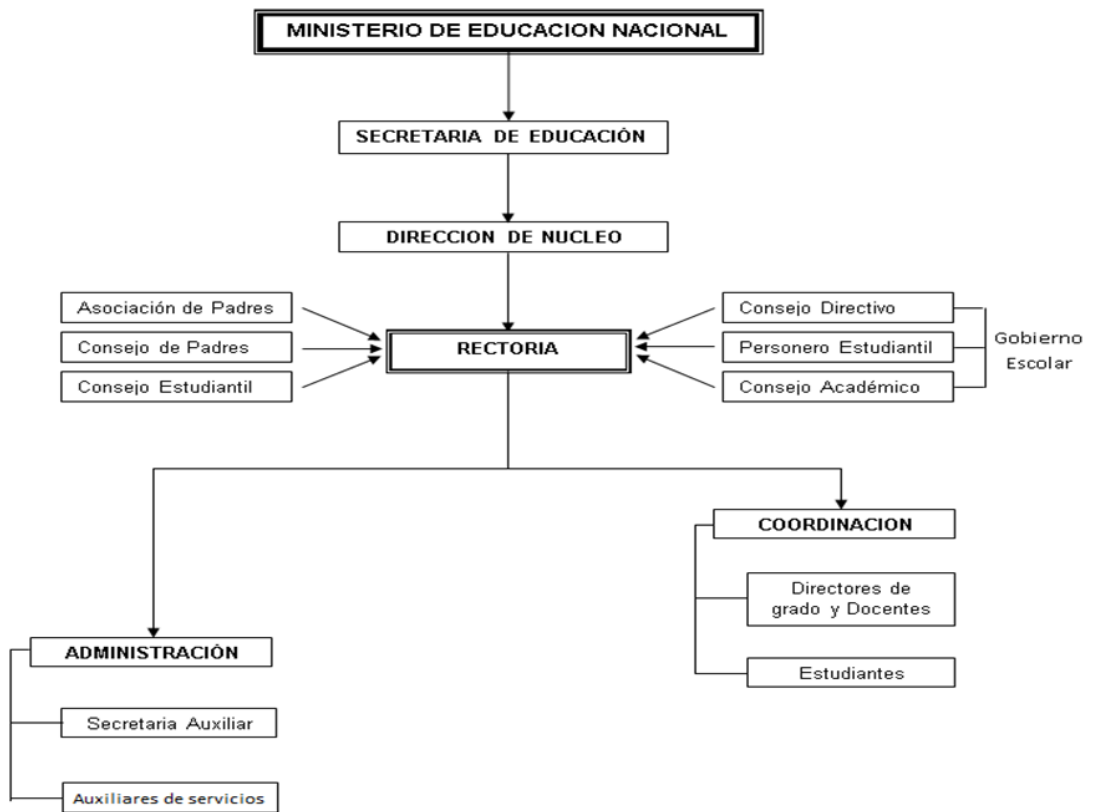 MINISTERIO DE EDUCACION NACIONAL
SECRETARIA DE EDUCACIÓN
DIRECCION DE NUCLEO
Asociación de Padres
Consejo de Padres
Consejo Estudiantil
RECTORIA
Consejo Directivo
Personero Estudiantil
Consejo Académico
Gobierno
Escolar
COORDINACION
Directores de
grado y Docentes
Estudiantes
ADMINISTRACIÓN
Secretaria Auxiliar
Auxiliares de servicios